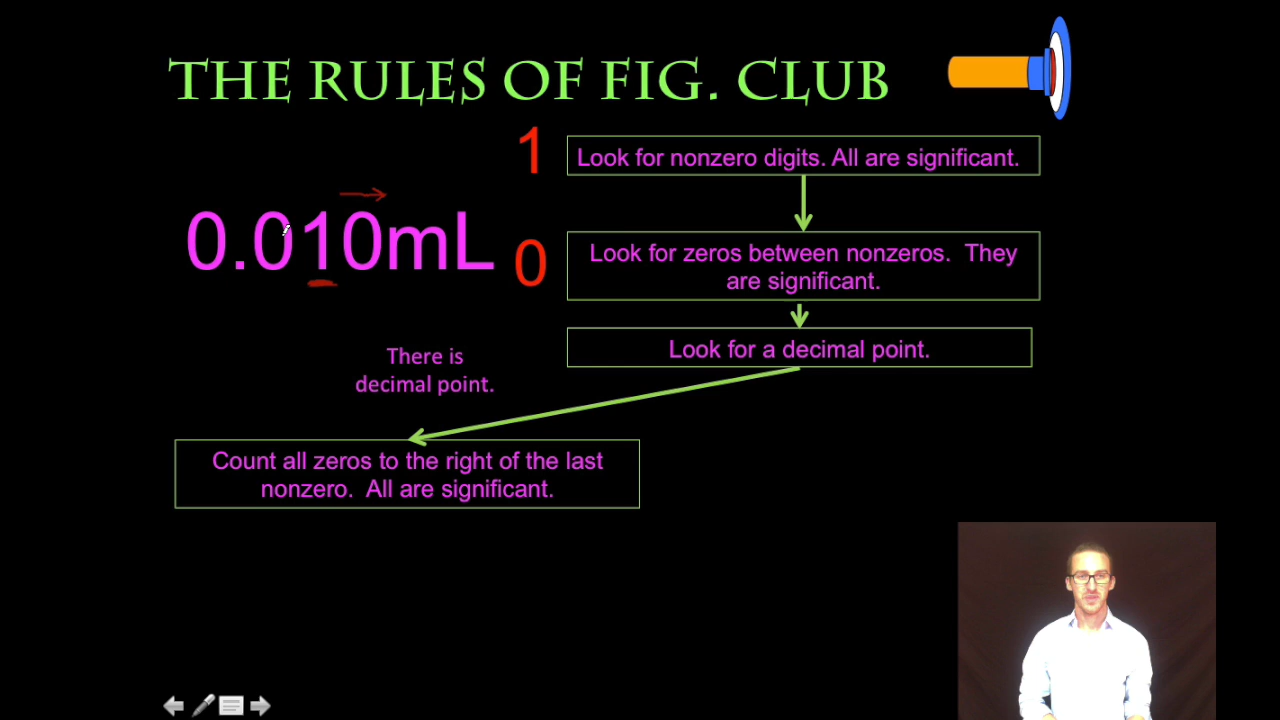 THE RULES OF FIG. CLUB
1
Look for nonzero digits. All are significant.
0.010mL
0
Look for zeros between nonzeros. They
are significant.
Look for a decimal point.
There is
decimal point.
Count all zeros to the right of the last
nonzero. All are significant.